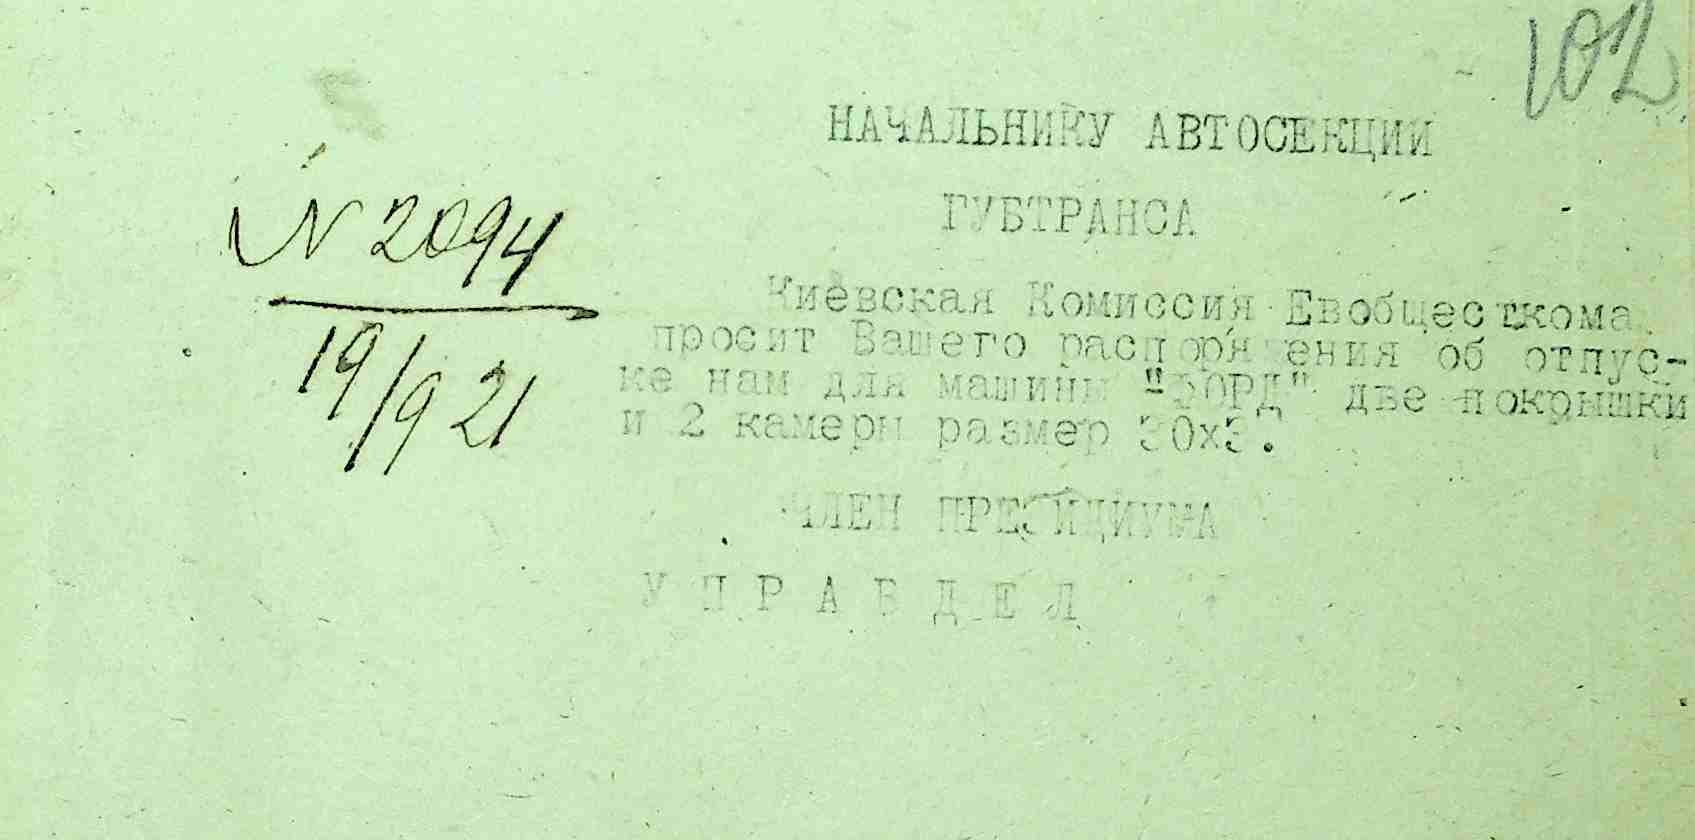 102
НАЧАЛЬНИКУ АВТОСЕКЦИИ
ГУБТРАНСА
N 2094
19/9 21
Киевская Комиссия Евобщесткома
просит Вашего распоряжения об отпус-
ке нам для машины "ФОРД" две покрышки
и 2 камеры размер 30х3.
ЧЛЕН ПРЕЗИДИУМА
УПРАВДЕЛ